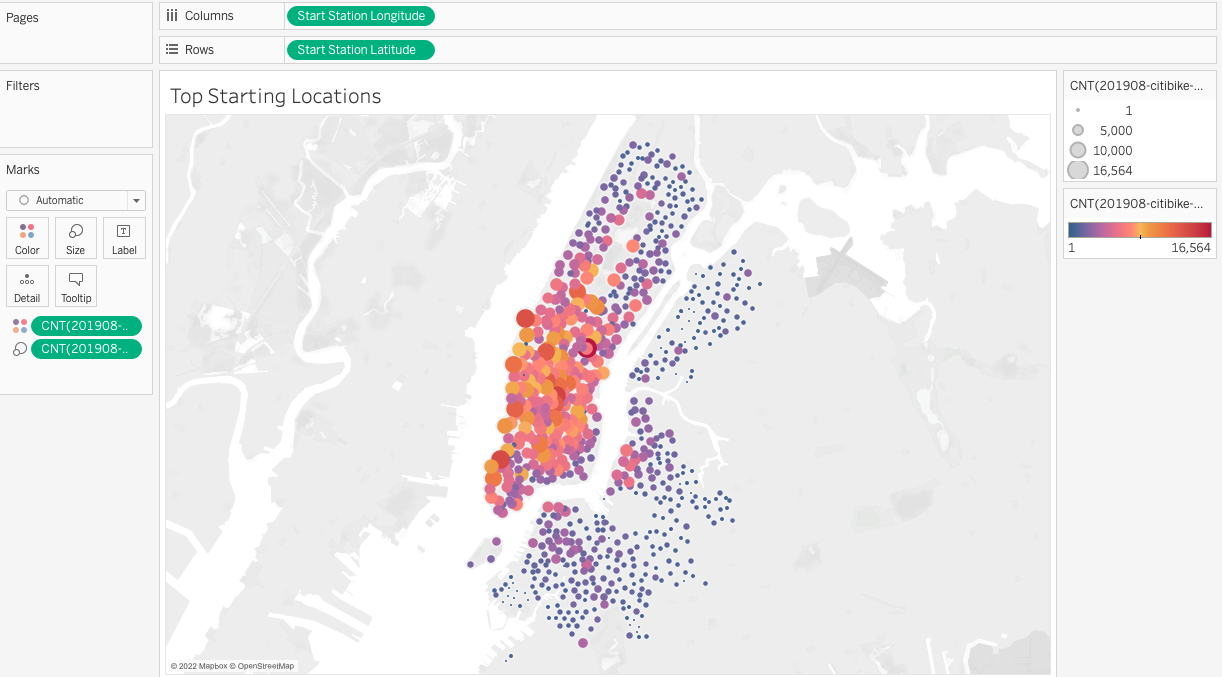 Pages
Columns
Start Station Longitude
Rows
Start Station Latitude
Filters
Marks
Automatic
Color
Size
Label
Detail
Tooltip
CNT(201908-..
CNT(201908-..
Top Starting Locations
© 2022 Mapbox © OpenStreetMap
CNT(201908-citibike-...
1
5,000
10,000
16,564
CNT(201908-citibike-...
1
16,564